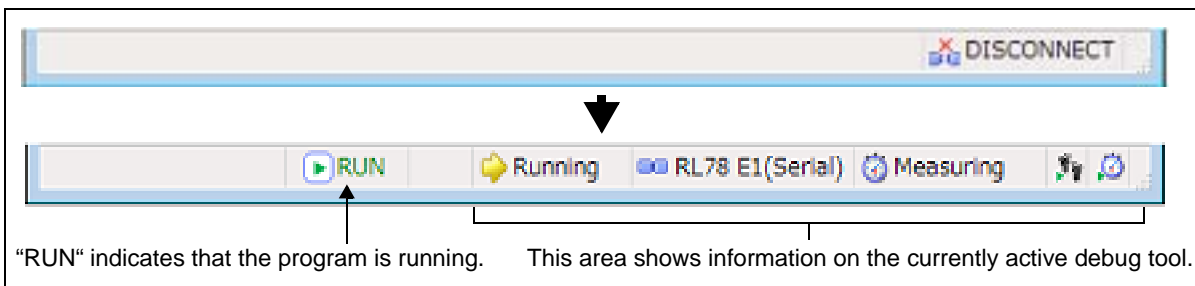 DISCONNECT
RUN Running RL78 E1(Serial) Measuring
“RUN“ indicates that the program is running. This area shows information on the currently active debug tool.